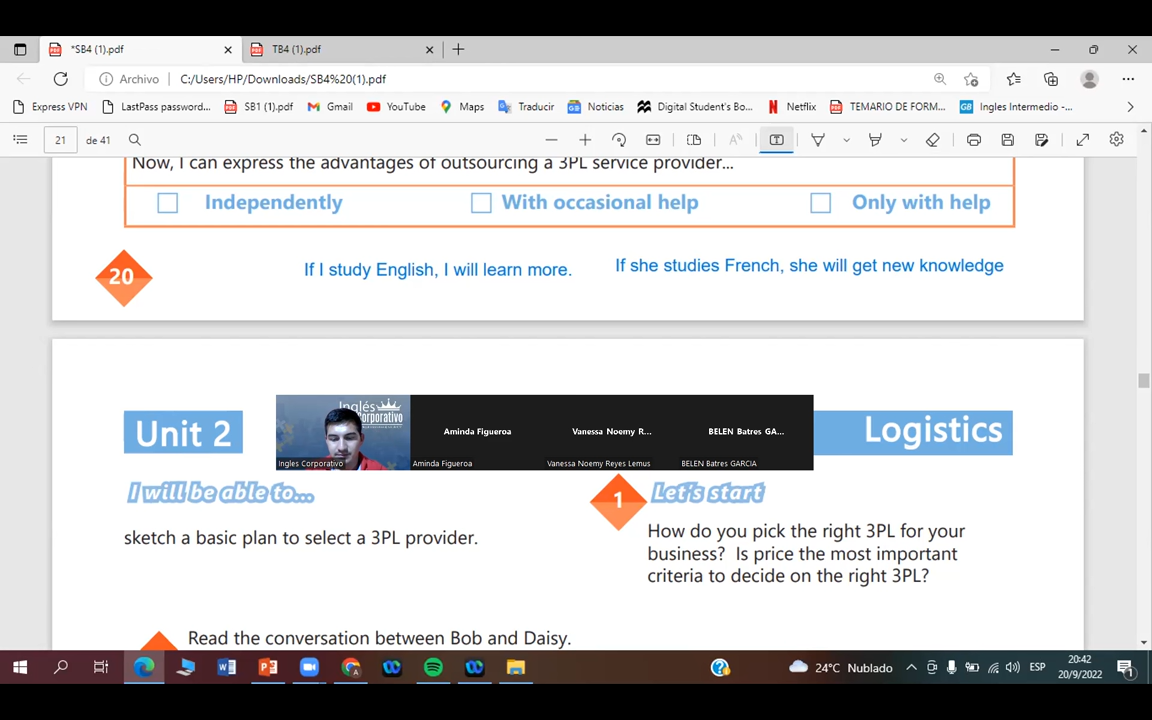 *SB4 (1).pdf
TB4 (1).pdf
Archivo C:/Users/HP/Downloads/SB4%20(1).pdf
Express VPN LastPass password... SB1 (1).pdf Gmail YouTube Maps Traducir Noticias Digital Student's Bo... Netflix TEMARIO DE FORM... Ingles Intermedio -...
21 de 41
Now, I can express the advantages of outsourcing a 3PL service provider...
Independently With occasional help Only with help
20
If I study English, I will learn more.
If she studies French, she will get new knowledge
Unit 2
Inglés
Corporativo
Aminda Figueroa Vanessa Noemy R... BELEN Batres GA...
Ingles Corporativo Aminda Figueroa Vanessa Noemy Reyes Lemus BELEN Batres GARCIA
Logistics
I will be able to...
sketch a basic plan to select a 3PL provider.
1
Let's start
How do you pick the right 3PL for your
business? Is price the most important
criteria to decide on the right 3PL?
Read the conversation between Bob and Daisy.
24°C Nublado
ESP
20:42
20/9/2022
1